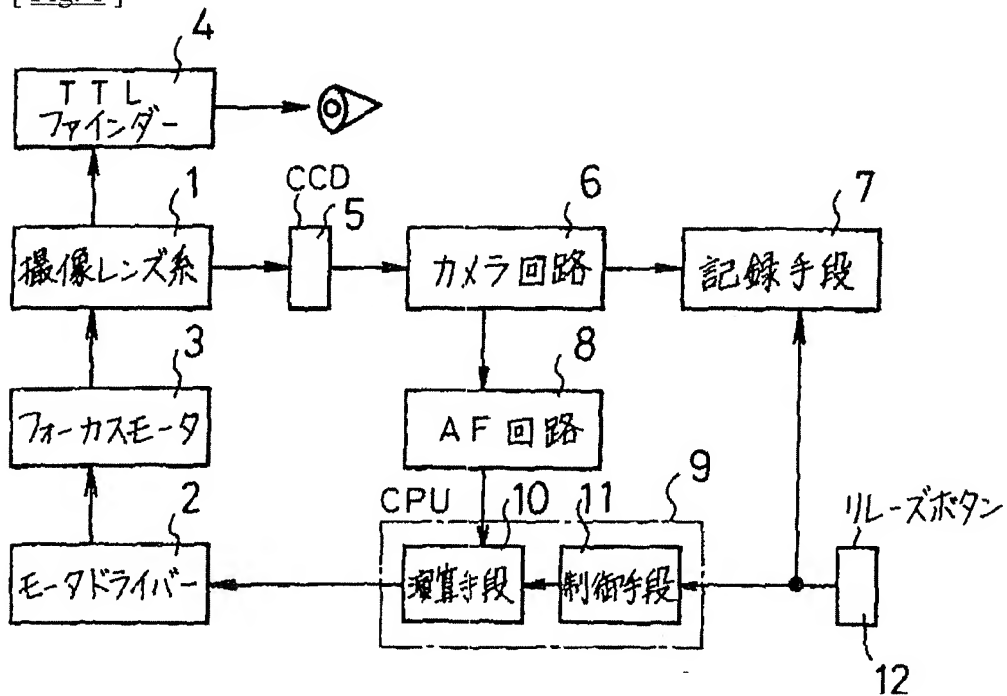 4
TTL
ファインダー
1
撮像レンズ系
CCD
5
6
カメラ回路
7
記録手段
3
フォーカスモータ
8
AF回路
CPU
10
11
9
リレーズボタン
2
モータドライバー
演算手段
制御手段
12